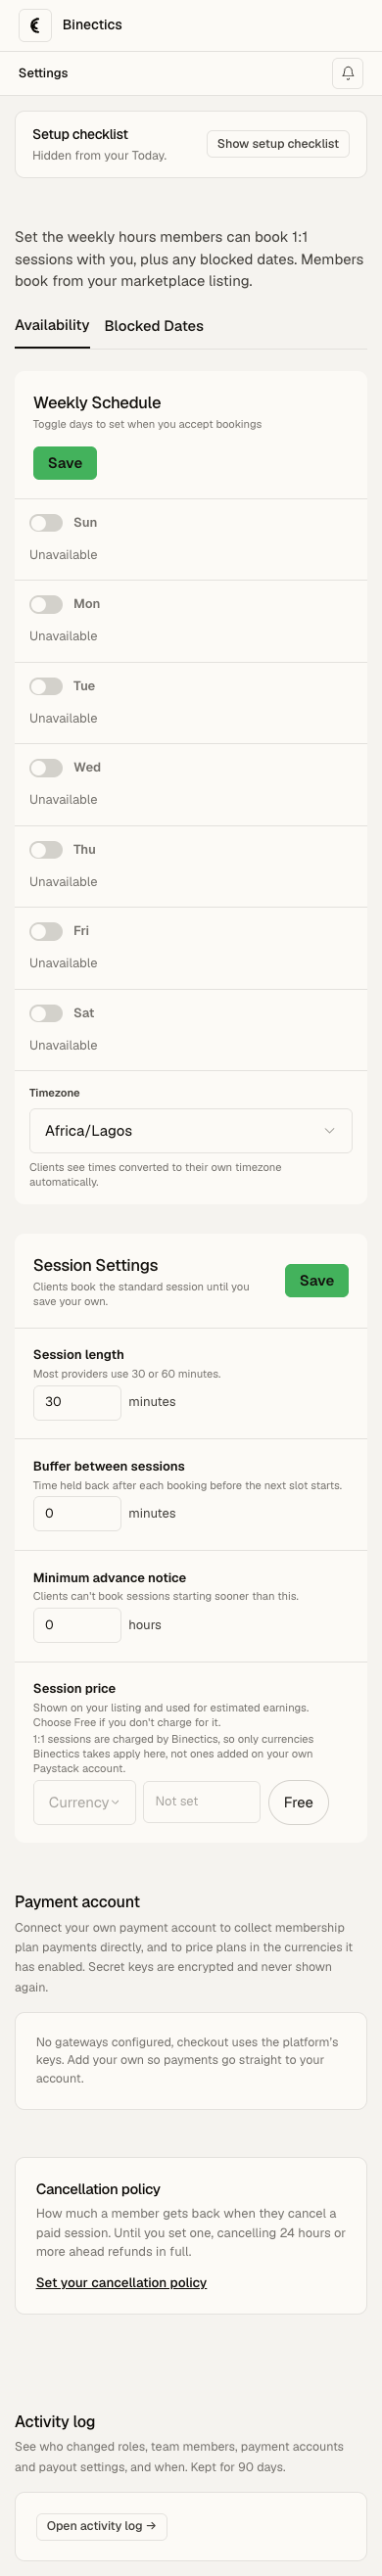 Binectics
Settings
Setup checklist
Hidden from your Today.
Show setup checklist
Set the weekly hours members can book 1:1
sessions with you, plus any blocked dates. Members
book from your marketplace listing.
Availability
Blocked Dates
Weekly Schedule
Toggle days to set when you accept bookings
Save
Sun
Unavailable
Mon
Unavailable
Tue
Unavailable
Wed
Unavailable
Thu
Unavailable
Fri
Unavailable
Sat
Unavailable
Timezone
Africa/Lagos
Clients see times converted to their own timezone
automatically.
Session Settings
Clients book the standard session until you
save your own.
Save
Session length
Most providers use 30 or 60 minutes.
30 minutes
Buffer between sessions
Time held back after each booking before the next slot starts.
0 minutes
Minimum advance notice
Clients can't book sessions starting sooner than this.
0 hours
Session price
Shown on your listing and used for estimated earnings.
Choose Free if you don't charge for it.
1:1 sessions are charged by Binectics, so only currencies
Binectics takes apply here, not ones added on your own
Paystack account.
Currency Not set Free
Payment account
Connect your own payment account to collect membership
plan payments directly, and to price plans in the currencies it
has enabled. Secret keys are encrypted and never shown
again.
No gateways configured, checkout uses the platform's
keys. Add your own so payments go straight to your
account.
Cancellation policy
How much a member gets back when they cancel a
paid session. Until you set one, cancelling 24 hours or
more ahead refunds in full.
Set your cancellation policy
Activity log
See who changed roles, team members, payment accounts
and payout settings, and when. Kept for 90 days.
Open activity log →